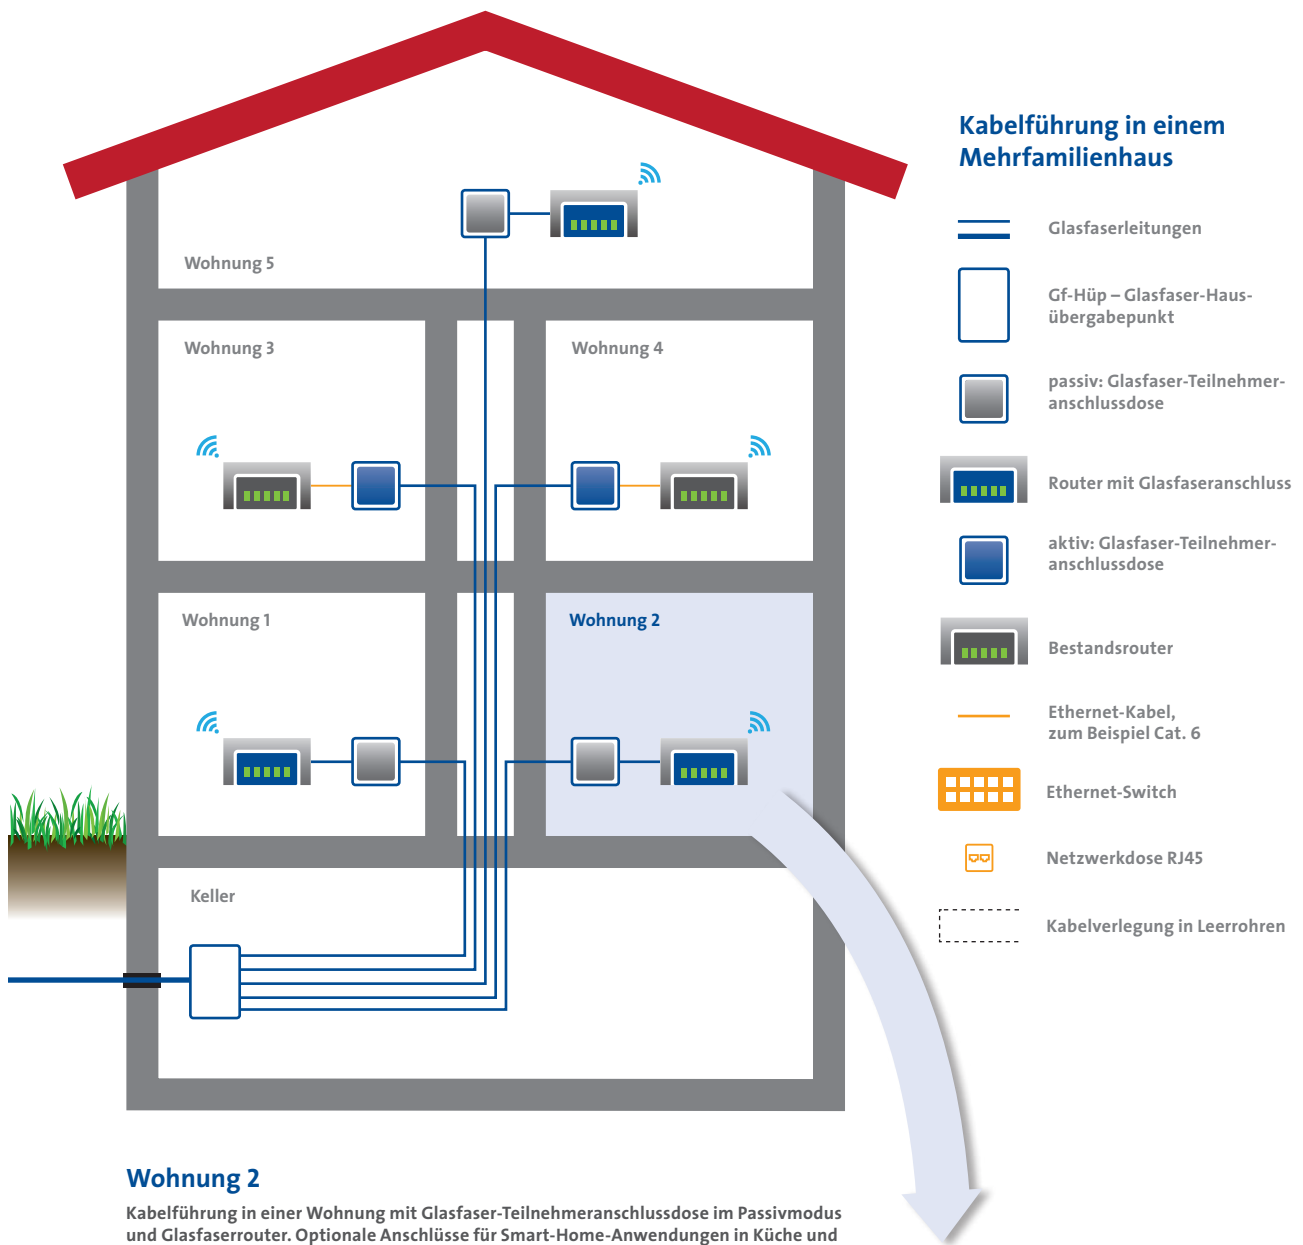 Kabelführung in einem
Mehrfamilienhaus
Glasfaserleitungen
Gf-Hüp – Glasfaser-Haus-
übergabepunkt
passiv: Glasfaser-Teilnehmer-
anschlussdose
Router mit Glasfaseranschluss
aktiv: Glasfaser-Teilnehmer-
anschlussdose
Bestandsrouter
Ethernet-Kabel,
zum Beispiel Cat. 6
Ethernet-Switch
Netzwerkdose RJ45
Kabelverlegung in Leerrohren
Wohnung 5
Wohnung 3
Wohnung 4
Wohnung 1
Wohnung 2
Keller
Wohnung 2
Kabelführung in einer Wohnung mit Glasfaser-Teilnehmeranschlussdose im Passivmodus
und Glasfaserrouter. Optionale Anschlüsse für Smart-Home-Anwendungen in Küche und